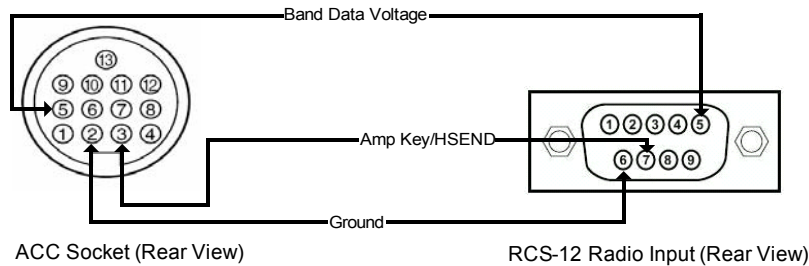 Band Data Voltage
13
9 10 11 12
5 6 7 8
1 2 3 4
1 2 3 4 5
6 7 8 9
Amp Key/HSEND
Ground
ACC Socket (Rear View)
RCS-12 Radio Input (Rear View)